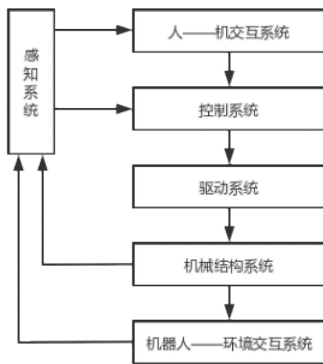 感知系统
人——机交互系统
控制系统
驱动系统
机械结构系统
机器人——环境交互系统